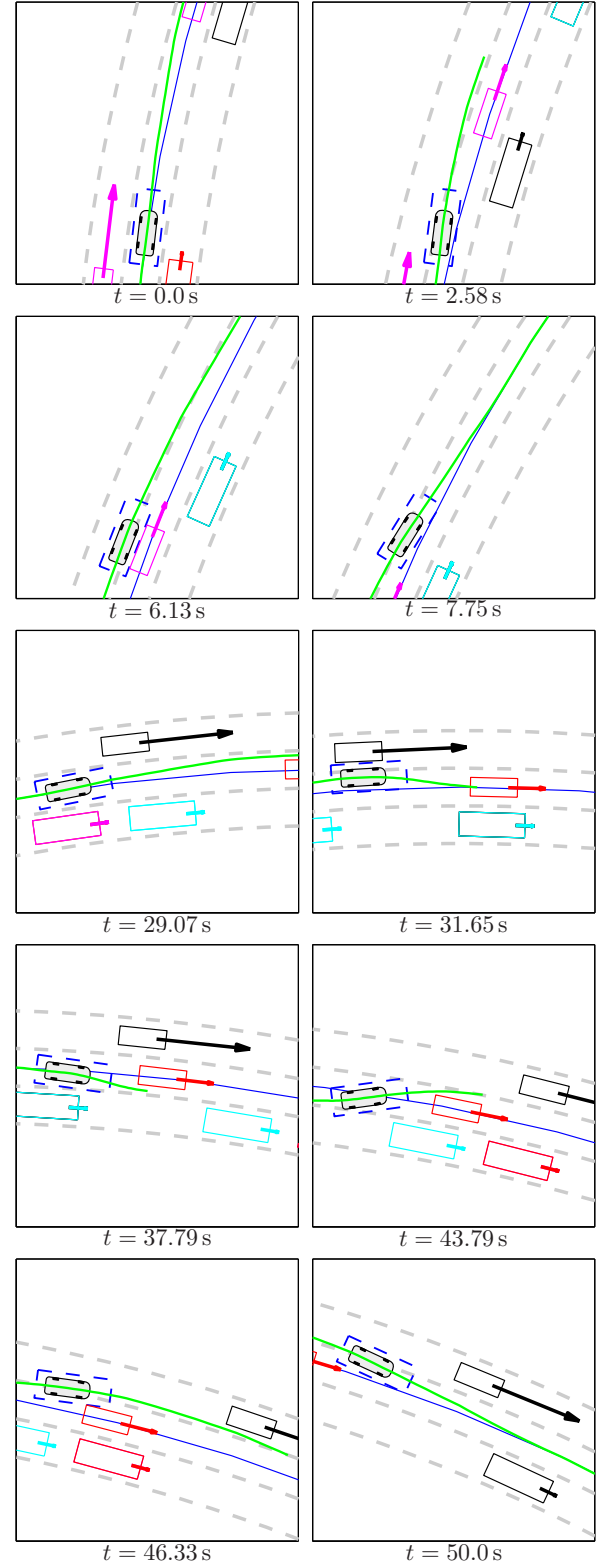 t = 0.0 s
t = 2.58 s
t = 6.13 s
t = 7.75 s
t = 29.07 s
t = 31.65 s
t = 37.79 s
t = 43.79 s
t = 46.33 s
t = 50.0 s